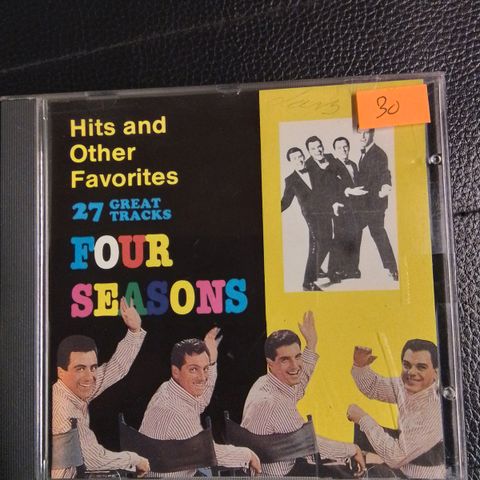 Hits and
Other
Favorites
27 GREAT
TRACKS
FOUR
SEASONS
30